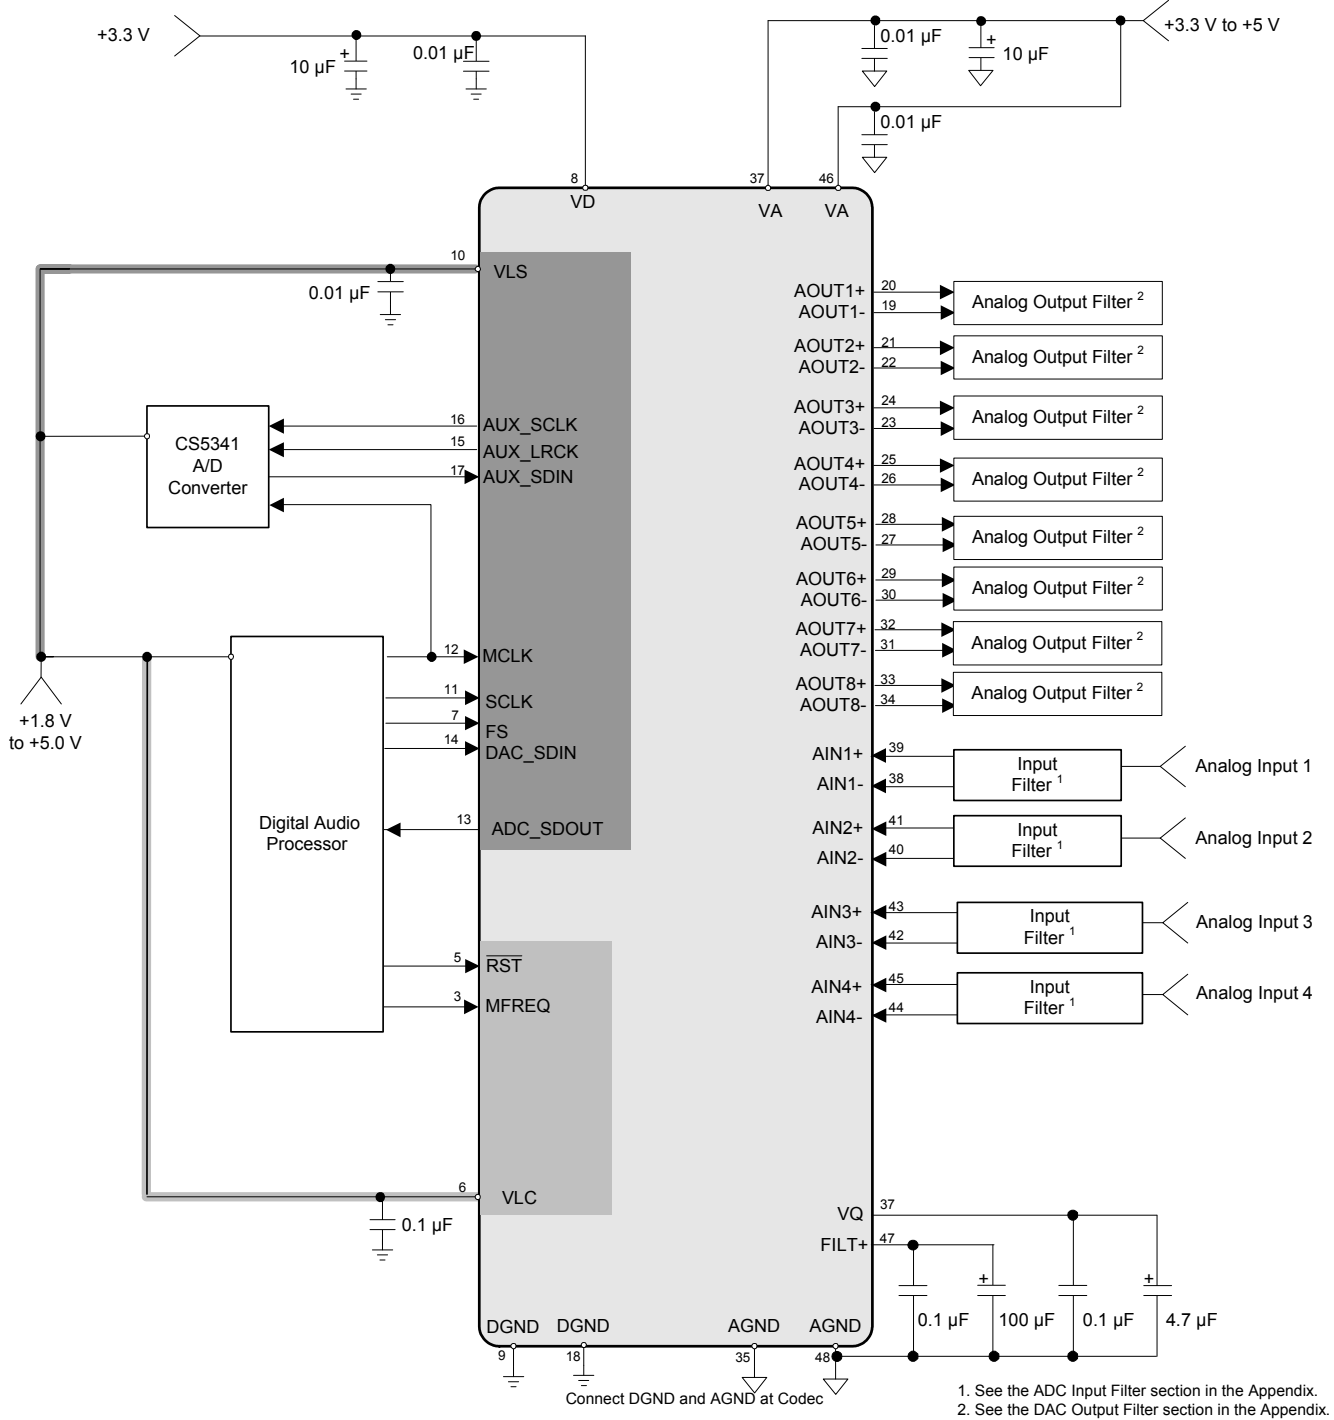 +3.3 V
10 µF
+
0.01 µF
0.01 µF
+
10 µF
+3.3 V to +5 V
0.01 µF
8
VD
37
VA
46
VA
10
VLS
0.01 µF
CS5341
A/D
Converter
16
AUX_SCLK
15
AUX_LRCK
17
AUX_SDIN
12
MCLK
11
SCLK
7
FS
14
DAC_SDIN
13
ADC_SDOUT
+1.8 V
to +5.0 V
Digital Audio
Processor
5
RST
3
MFREQ
6
VLC
0.1 µF
AOUT1+ 20
AOUT1- 19
Analog Output Filter 2
AOUT2+ 21
AOUT2- 22
Analog Output Filter 2
AOUT3+ 24
AOUT3- 23
Analog Output Filter 2
AOUT4+ 25
AOUT4- 26
Analog Output Filter 2
AOUT5+ 28
AOUT5- 27
Analog Output Filter 2
AOUT6+ 29
AOUT6- 30
Analog Output Filter 2
AOUT7+ 32
AOUT7- 31
Analog Output Filter 2
AOUT8+ 33
AOUT8- 34
Analog Output Filter 2
AIN1+ 39
AIN1- 38
Input
Filter 1
Analog Input 1
AIN2+ 41
AIN2- 40
Input
Filter 1
Analog Input 2
AIN3+ 43
AIN3- 42
Input
Filter 1
Analog Input 3
AIN4+ 45
AIN4- 44
Input
Filter 1
Analog Input 4
VQ 37
FILT+ 47
0.1 µF
+
100 µF
0.1 µF
+
4.7 µF
DGND
9
DGND
18
AGND
35
AGND
48
Connect DGND and AGND at Codec
1. See the ADC Input Filter section in the Appendix.
2. See the DAC Output Filter section in the Appendix.